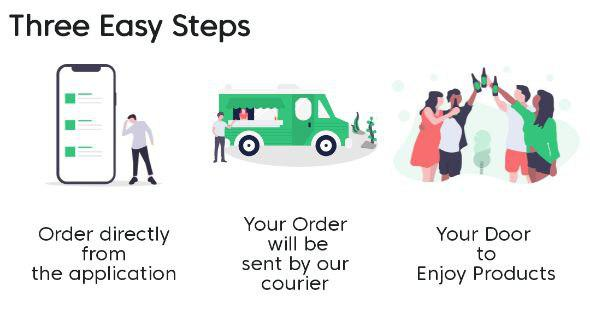 Three Easy Steps
Order directly
from
the application
Your Order
will be
sent by our
courier
Your Door
to
Enjoy Products